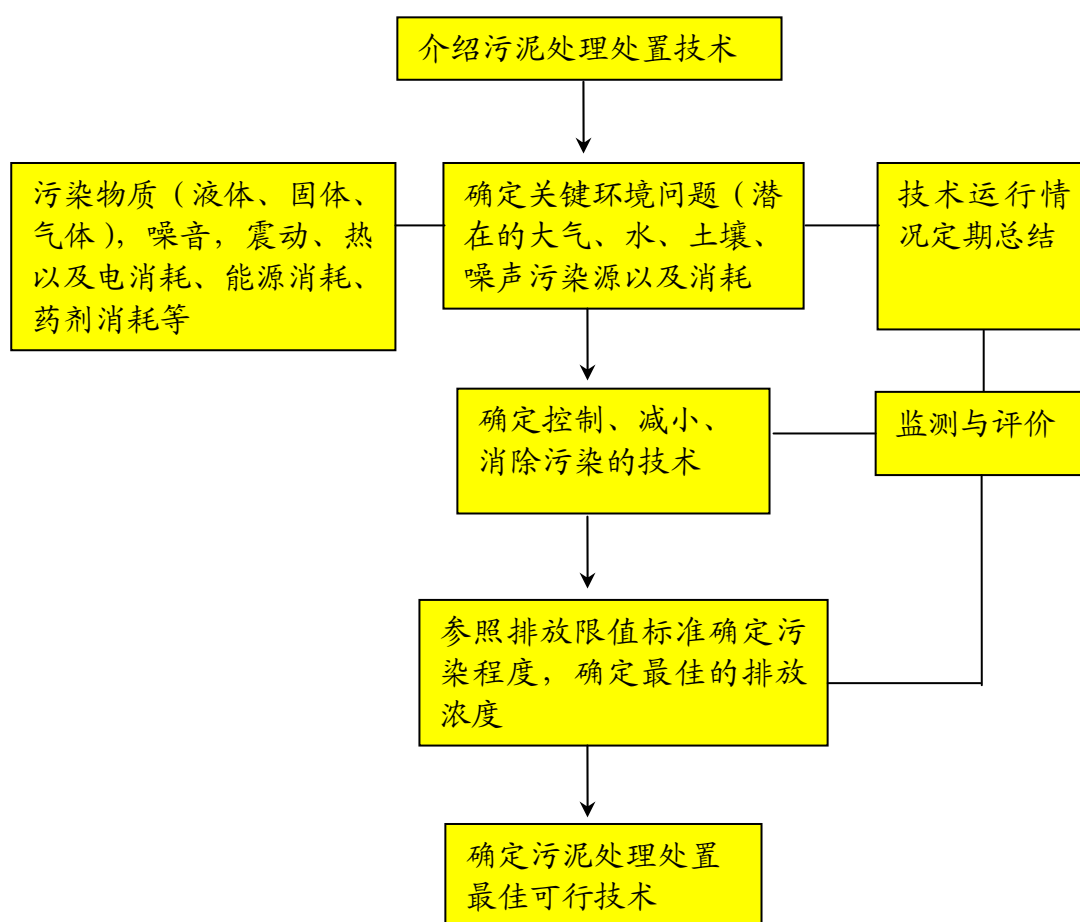 介绍污泥处理处置技术
污染物质（液体、固体、
气体），噪音，震动、热
以及电消耗、能源消耗、
药剂消耗等
确定关键环境问题（潜
在的大气、水、土壤、
噪声污染源以及消耗
技术运行情
况定期总结
确定控制、减小、
消除污染的技术
监测与评价
参照排放限值标准确定污
染程度，确定最佳的排放
浓度
确定污泥处理处置
最佳可行技术